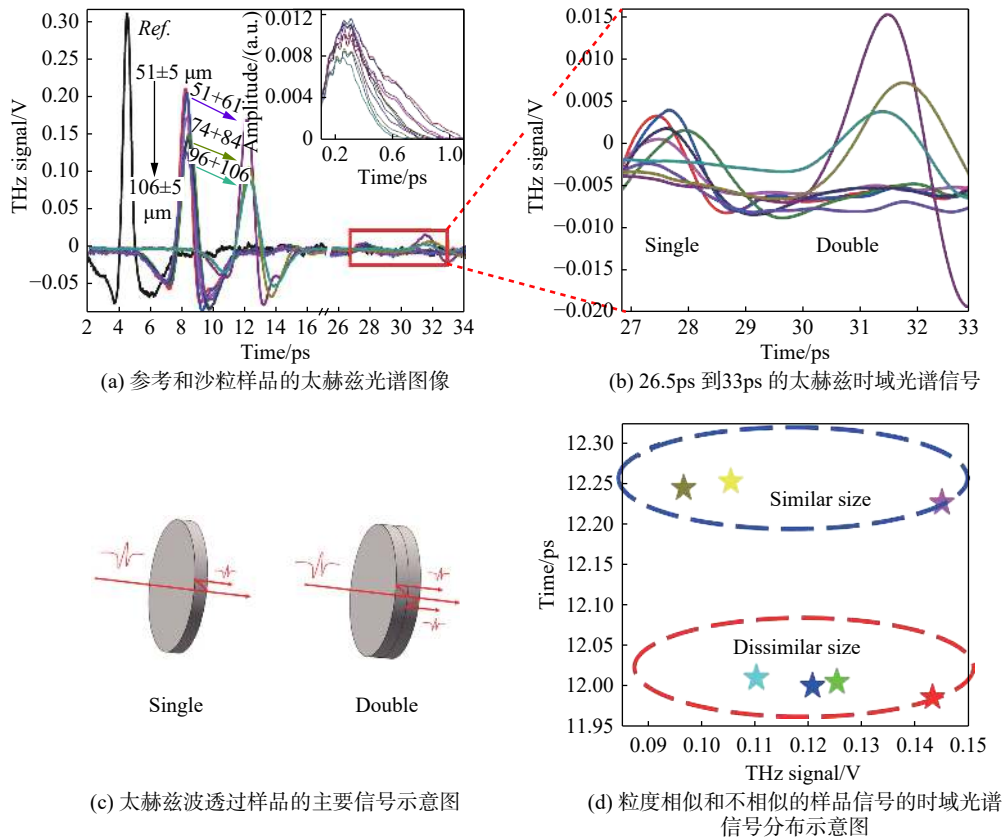 0.3
0.20
0.15
0.10
0.05
0
−0.05
THz signal/V
Ref.
51±5 μm
106±5
μm
51+61
74+84
96+106
0.012
0.008
0.004
Amplitude/(a.u.)
0.2 0.6 1.0
Time/ps
2 4 6 8 10 12 14 16 26 28 30 32 34
Time/ps
(a) 参考和沙粒样品的太赫兹光谱图像
0.015
0.010
0.005
0
−0.005
−0.010
−0.015
−0.020
THz signal/V
Single
Double
27 28 29 30 31 32 33
Time/ps
(b) 26.5ps 到33ps 的太赫兹时域光谱信号
Single
Double
(c) 太赫兹波透过样品的主要信号示意图
12.30
12.25
12.20
12.15
12.10
12.05
12.00
11.95
Time/ps
Similar size
Dissimilar size
0.09 0.10 0.11 0.12 0.13 0.14 0.15
THz signal/V
(d) 粒度相似和不相似的样品信号的时域光谱
信号分布示意图